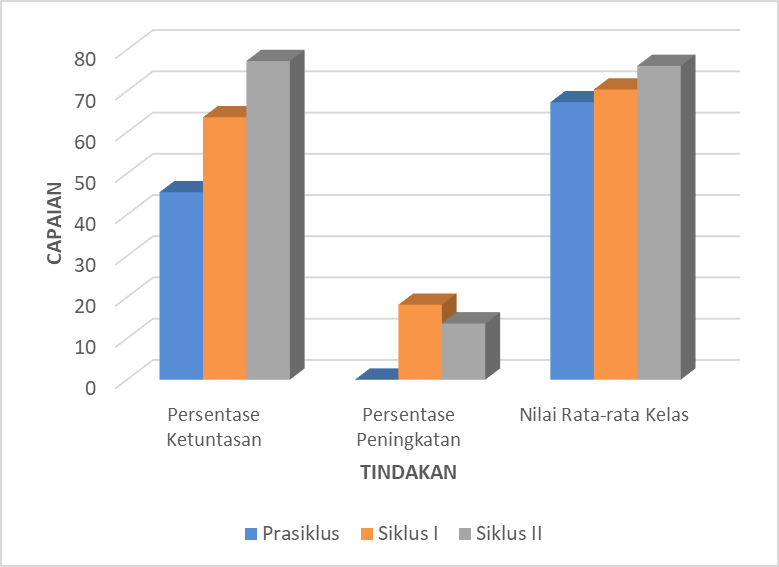 80
70
60
50
40
30
20
10
0
CAPAIAN
Persentase
Ketuntasan
Persentase
Peningkatan
Nilai Rata-rata Kelas
TINDAKAN
Prasiklus
Siklus I
Siklus II